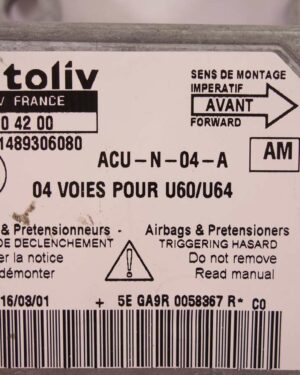 toliv
SENS DE MONTAGE
IMPERATIF
V FRANCE
AVANT
0 42 00
FORWARD
1489306080
ACU-N-04-A
AM
04 VOIES POUR U60/U64
& Pretensionneurs -
Airbags & Pretensioners
DE DECLENCHEMENT
TRIGGERING HASARD
er la notice
Do not remove
démonter
Read manual
!
16/03/01
+ 5E GA9R 0058367 R* C0